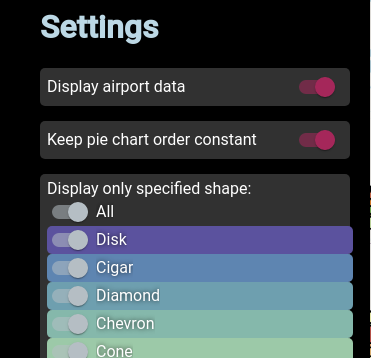 Settings
Display airport data
Keep pie chart order constant
Display only specified shape:
All
Disk
Cigar
Diamond
Chevron
Cone